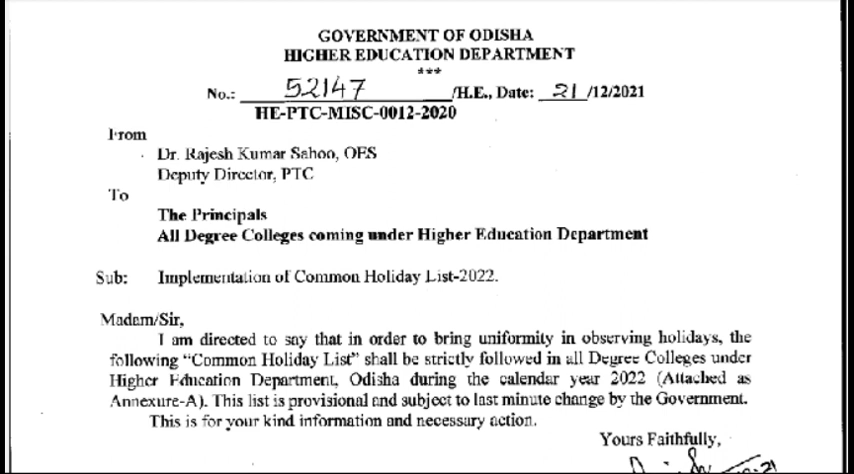 GOVERNMENT OF ODISHA
HIGHER EDUCATION DEPARTMENT
***
No.: 52147 /H.E., Date: 21 /12/2021
HE-PTC-MISC-0012-2020
From
Dr. Rajesh Kumar Sahoo, OES
Deputy Director, PTC
To
The Principals
All Degree Colleges coming under Higher Education Department
Sub: Implementation of Common Holiday List-2022.
Madam/Sir,
I am directed to say that in order to bring uniformity in observing holidays, the
following “Common Holiday List” shall be strictly followed in all Degree Colleges under
Higher Education Department, Odisha during the calendar year 2022 (Attached as
Annexure-A). This list is provisional and subject to last minute change by the Government.
This is for your kind information and necessary action.
Yours Faithfully,